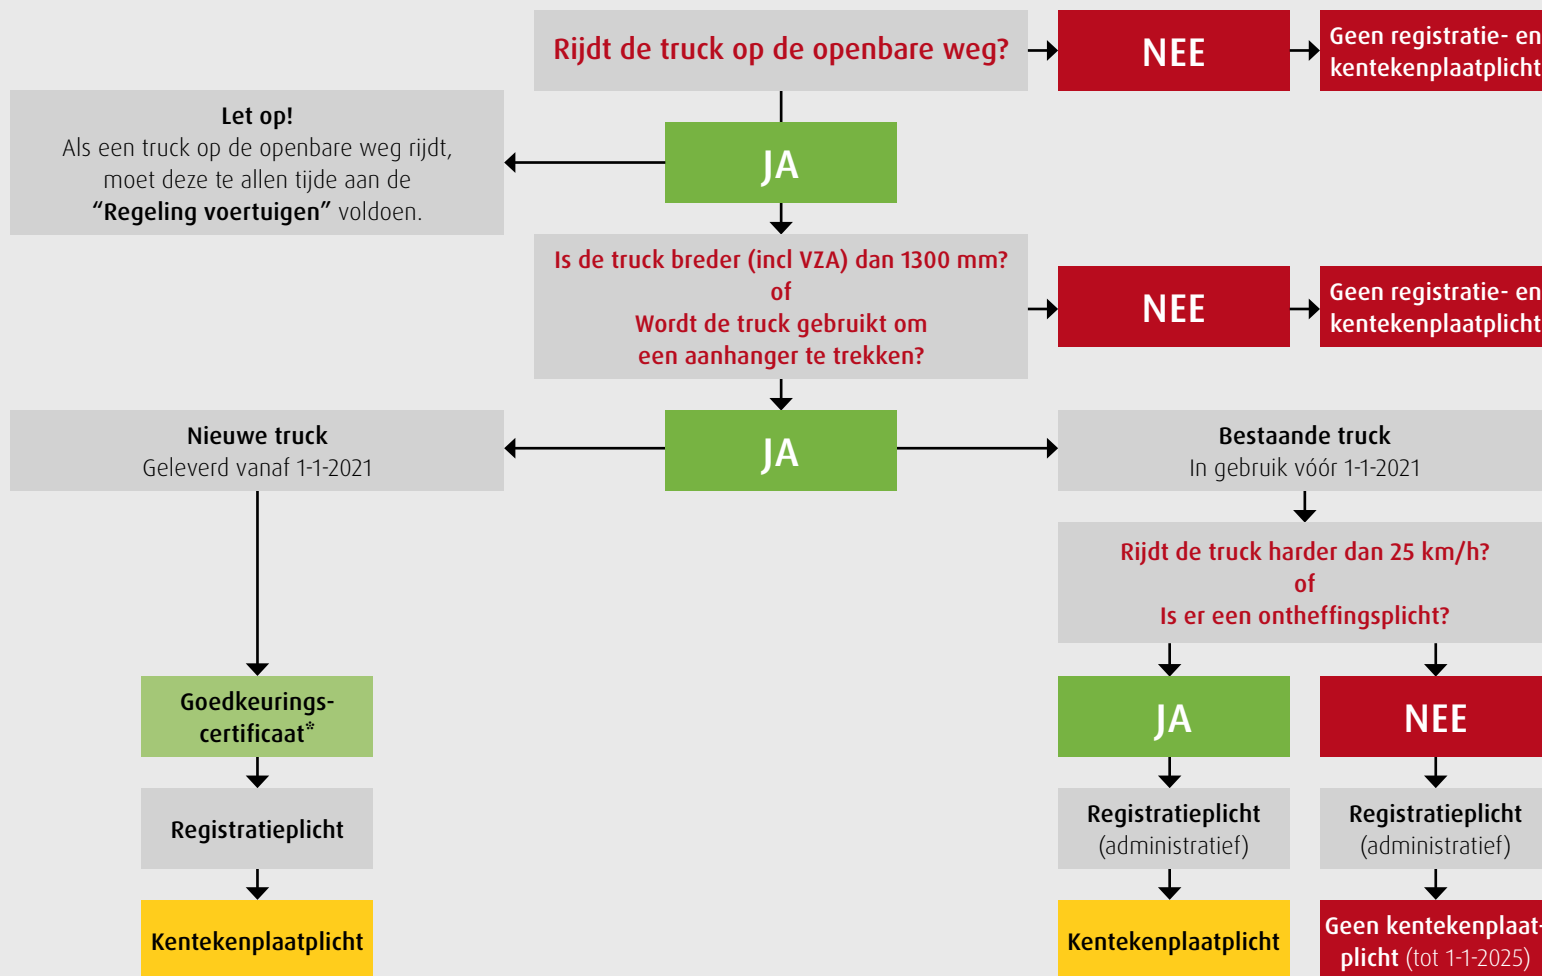 Rijdt de truck op de openbare weg?
NEE
Geen registratie- en
kentekenplaatplicht
Let op!
Als een truck op de openbare weg rijdt,
moet deze te allen tijde aan de
“Regeling voertuigen” voldoen.
JA
Is de truck breder (incl VZA) dan 1300 mm?
of
Wordt de truck gebruikt om
een aanhanger te trekken?
NEE
Geen registratie- en
kentekenplaatplicht
Nieuwe truck
Geleverd vanaf 1-1-2021
JA
Bestaande truck
In gebruik vóór 1-1-2021
Rijdt de truck harder dan 25 km/h?
of
Is er een ontheffingsplicht?
Goedkeurings-
certificaat*
JA
NEE
Registratieplicht
Registratieplicht
(administratief)
Registratieplicht
(administratief)
Kentekenplaatplicht
Kentekenplaatplicht
Geen kentekenplaat-
plicht (tot 1-1-2025)